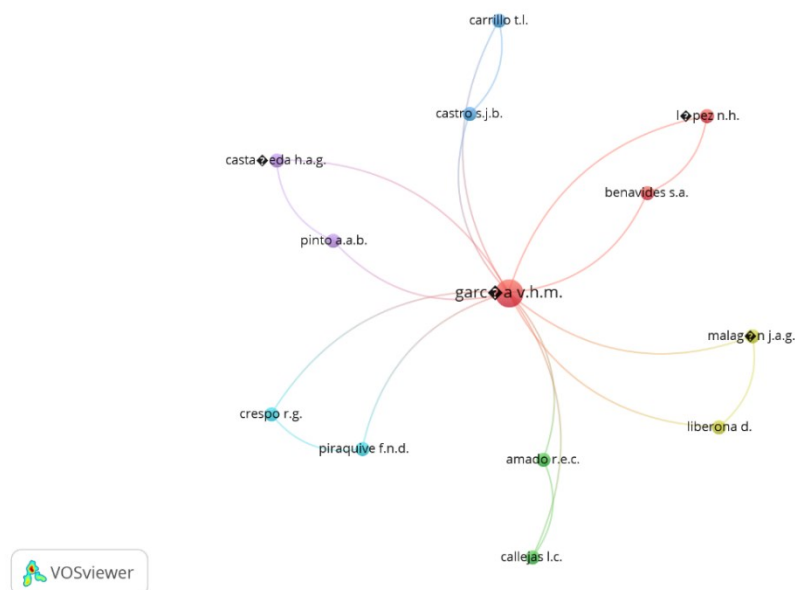 carrillo t.l.
castro s.j.b.
l�pez n.h.
casta�eda h.a.g.
benavides s.a.
pinto a.a.b.
garc�a v.h.m.
malag�n j.a.g.
crespo r.g.
liberona d.
piraquive f.n.d.
amado r.e.c.
callejas l.c.
VOSviewer